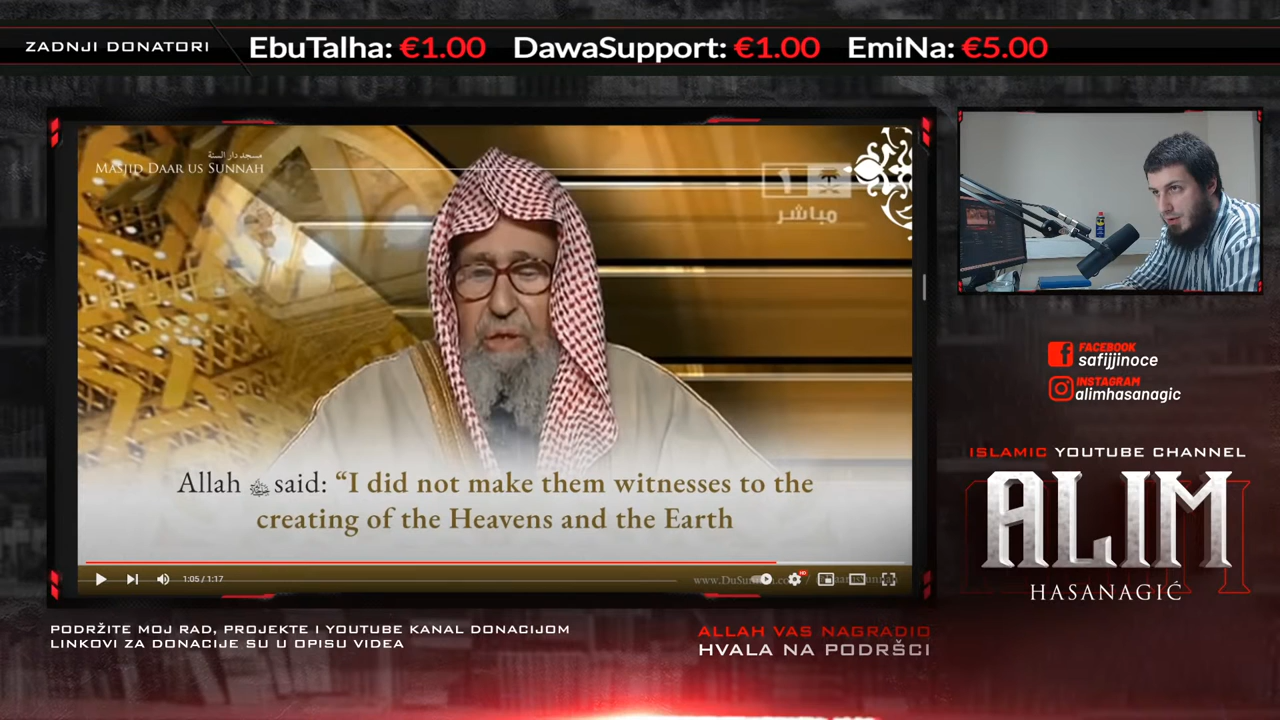 ZADNJI DONATORI
EbuTalha: €1.00 DawaSupport: €1.00 EmiNa: €5.00
مسجد دار السنة
MASJID DAAR US SUNNAH
١
مباشر
Allah ﷻ said: “I did not make them witnesses to the
creating of the Heavens and the Earth
1:05 / 1:17
HD
FACEBOOK
safijjinoce
INSTAGRAM
alimhasanagic
ISLAMIC YOUTUBE CHANNEL
ALIM
HASANAGIĆ
PODRŽITE MOJ RAD, PROJEKTE I YOUTUBE KANAL DONACIJOM
LINKOVI ZA DONACIJE SU U OPISU VIDEA
ALLAH VAS NAGRADIO
HVALA NA PODRŠCI